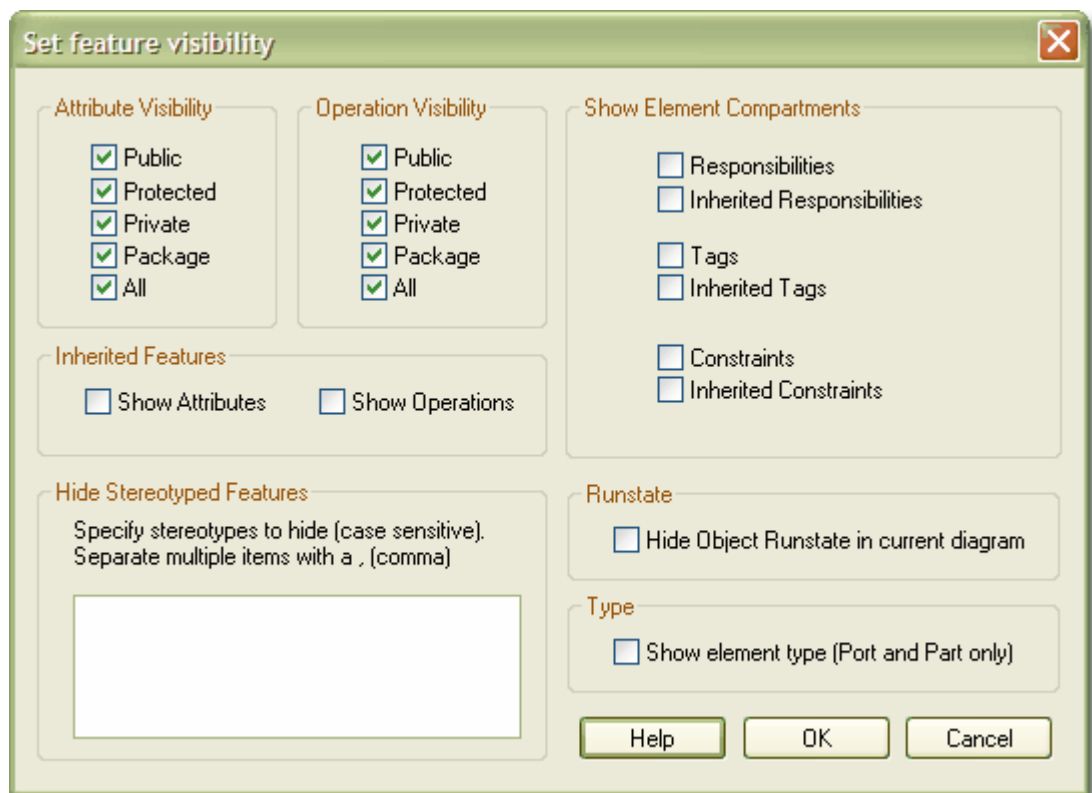 Set feature visibility
Attribute Visibility
Public
Protected
Private
Package
All
Operation Visibility
Public
Protected
Private
Package
All
Show Element Compartments
Responsibilities
Inherited Responsibilities
Tags
Inherited Tags
Constraints
Inherited Constraints
Inherited Features
Show Attributes
Show Operations
Hide Stereotyped Features
Specify stereotypes to hide (case sensitive).
Separate multiple items with a , (comma)
Runstate
Hide Object Runstate in current diagram
Type
Show element type (Port and Part only)
Help
OK
Cancel